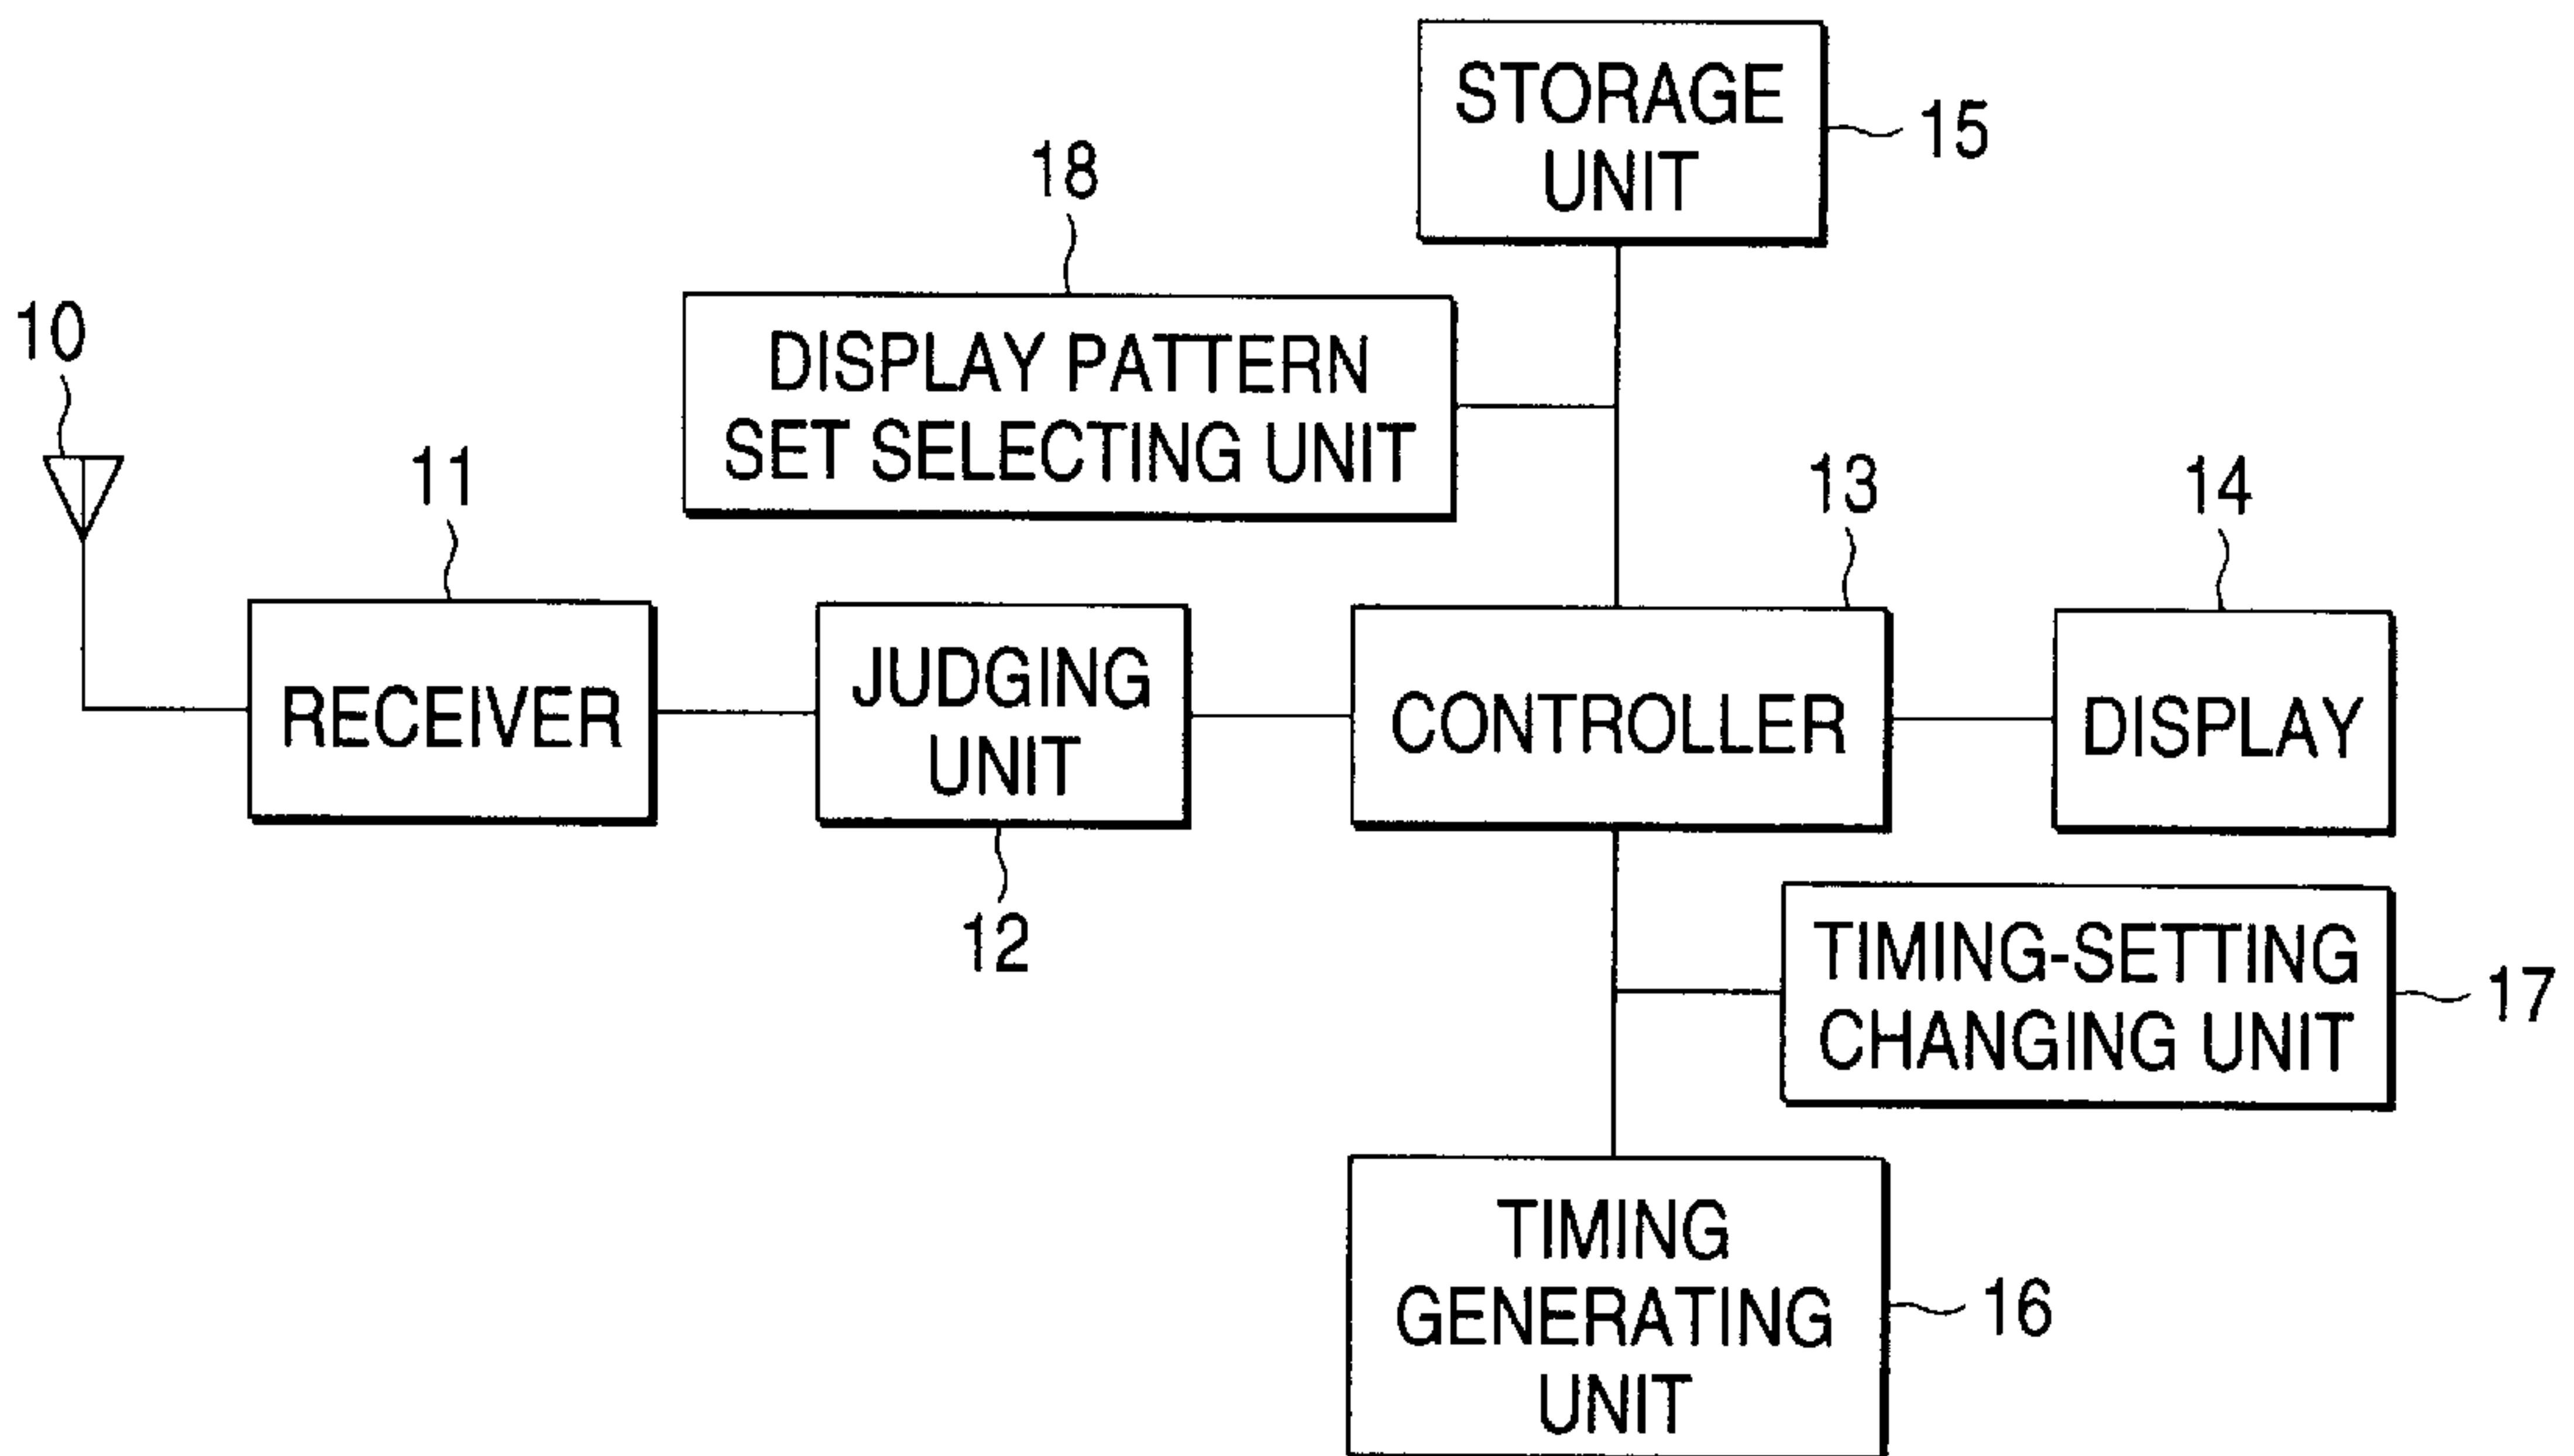 STORAGE
UNIT
15
18
DISPLAY PATTERN
SET SELECTING UNIT
10
11
13
14
RECEIVER
JUDGING
UNIT
CONTROLLER
DISPLAY
12
TIMING-SETTING
CHANGING UNIT
17
TIMING
GENERATING
UNIT
16